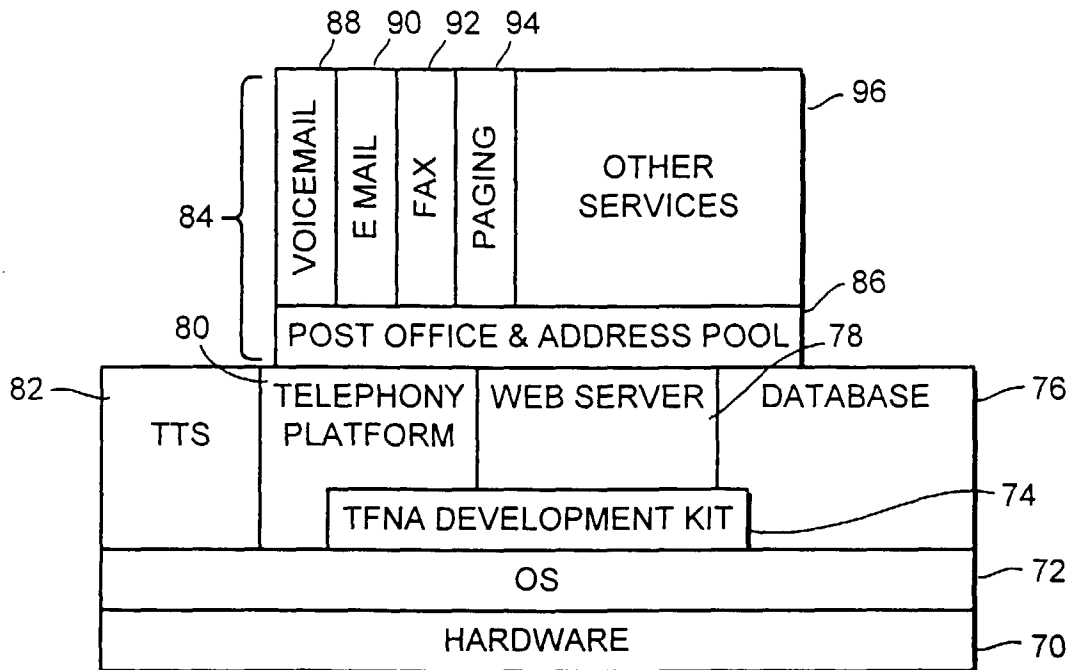 88
90
92
94
96
84
VOICEMAIL
E MAIL
FAX
PAGING
OTHER
SERVICES
86
POST OFFICE & ADDRESS POOL
80
78
82
TTS
TELEPHONY
PLATFORM
WEB SERVER
DATABASE
76
TFNA DEVELOPMENT KIT
74
OS
72
HARDWARE
70